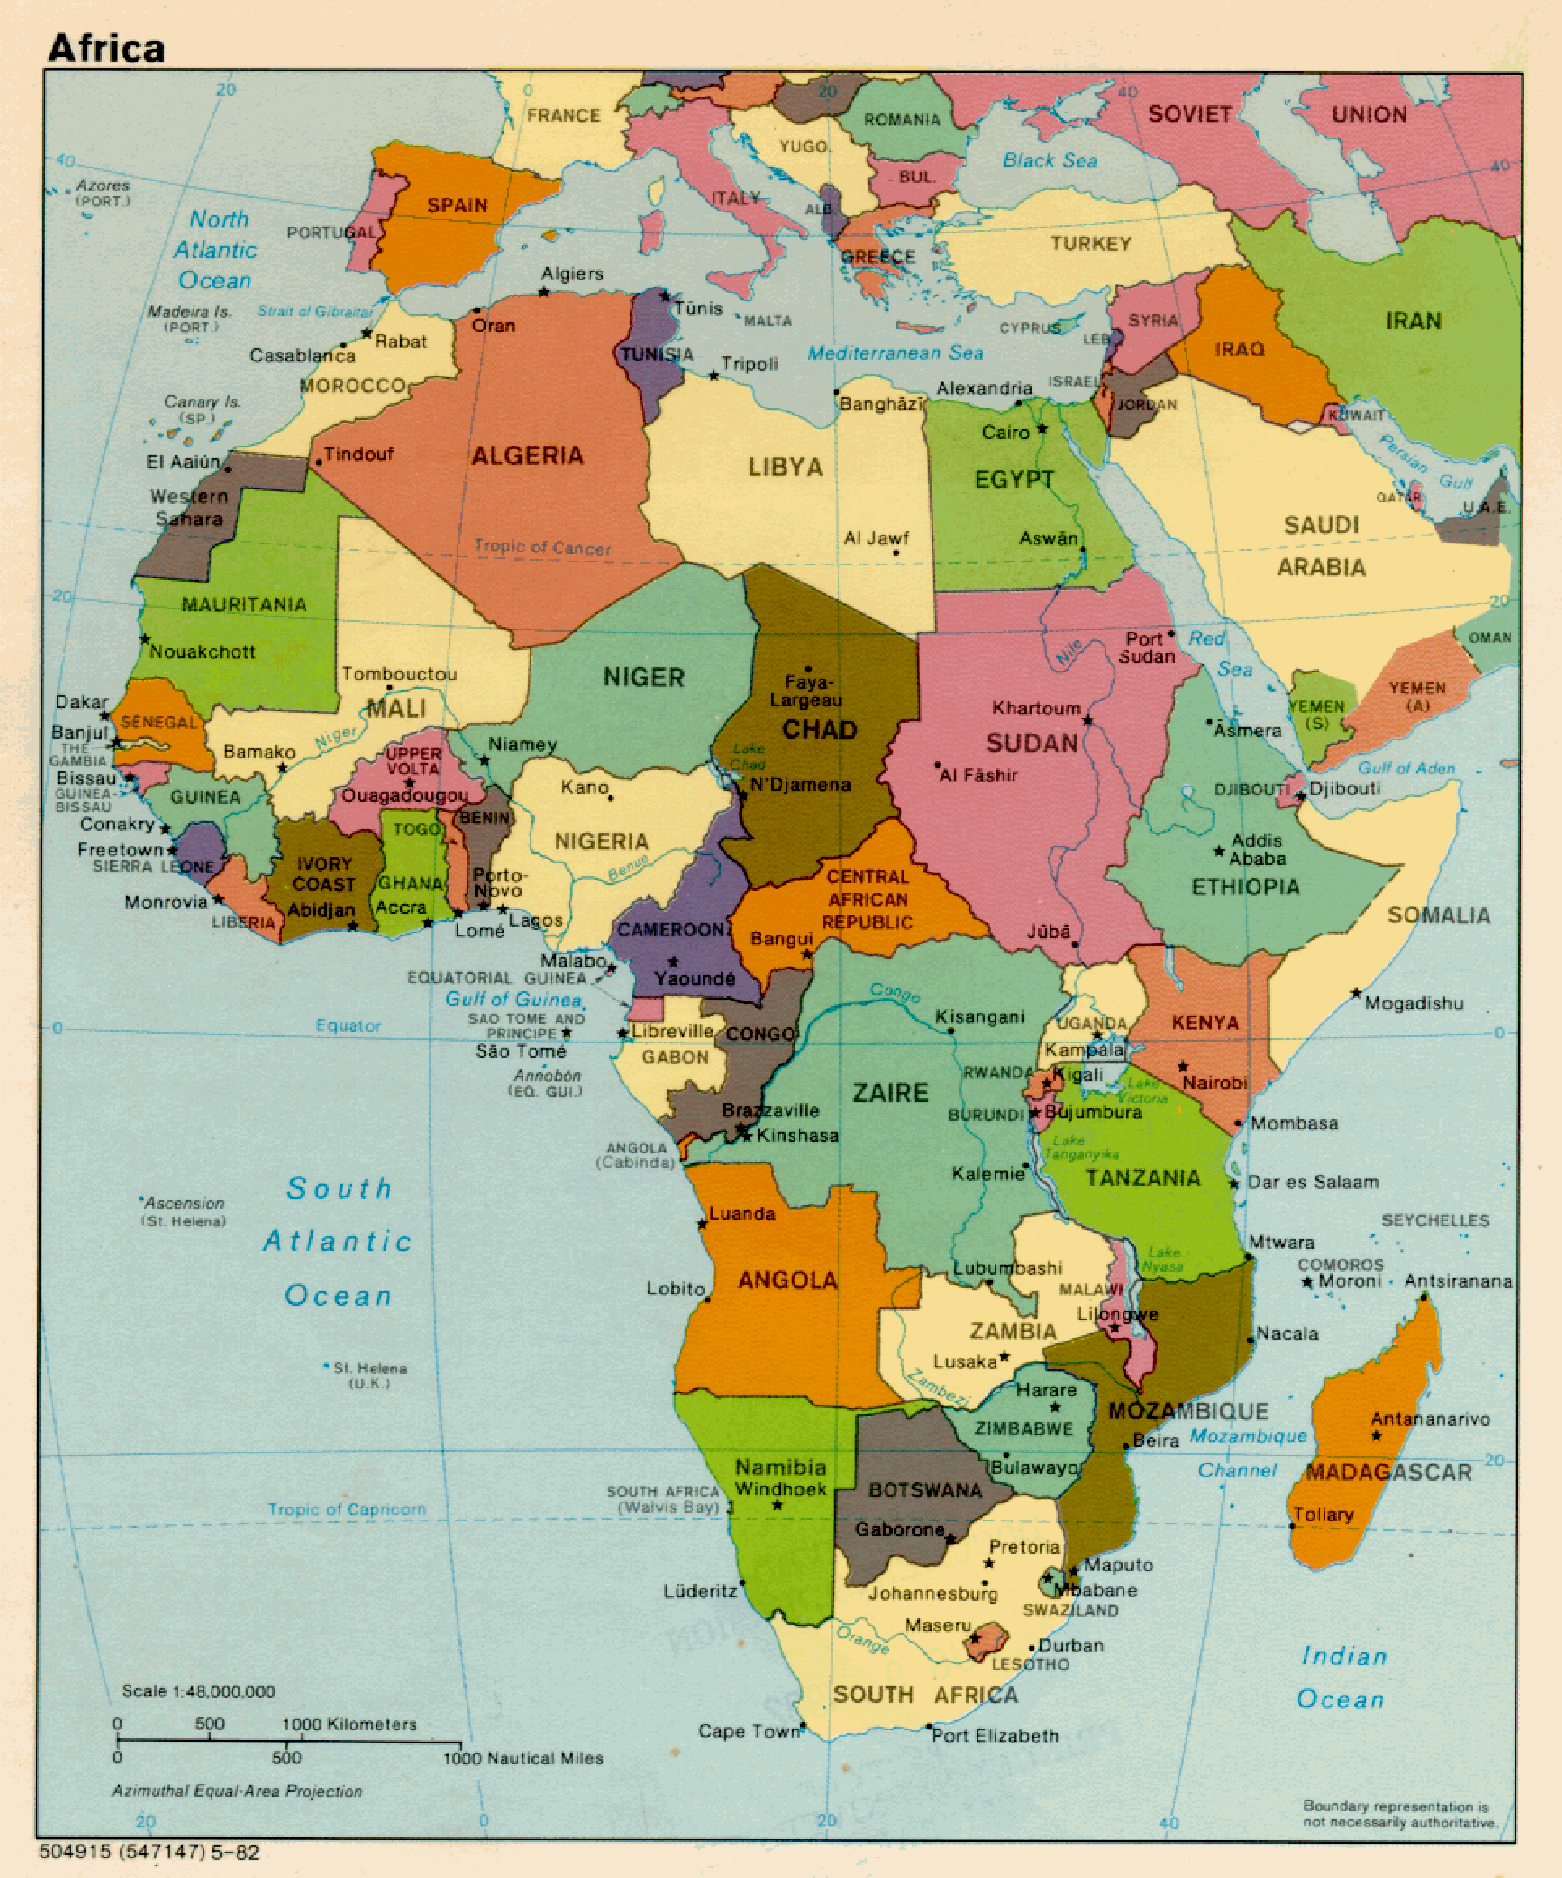 Africa
20
0
20
40
FRANCE
ROMANIA
SOVIET UNION
YUGO.
Black Sea
40
40
BUL.
Azores
(PORT.)
SPAIN
ITALY
ALB.
North
Atlantic
Ocean
PORTUGAL
GREECE
TURKEY
Algiers
Madeira Is.
(PORT.)
Strait of Gibraltar
Oran
Tūnis
MALTA
CYPRUS
SYRIA
IRAN
Rabat
LEB.
IRAQ
Casablanca
TUNISIA
Tripoli
Mediterranean Sea
MOROCCO
Alexandria
ISRAEL
Canary Is.
(SP.)
Banghāzī
JORDAN
KUWAIT
Cairo
El Aaiún
Tindouf
ALGERIA
LIBYA
EGYPT
Persian
Gulf
Western
Sahara
QATAR
U.A.E.
SAUDI
ARABIA
Al Jawf
Aswān
Tropic of Cancer
20
20
MAURITANIA
Nouakchott
Nile
Port
Sudan
Red
Sea
OMAN
Tombouctou
NIGER
Faya-
Largeau
YEMEN
(A)
YEMEN
(S)
Dakar
MALI
CHAD
Khartoum
SENEGAL
Banjul
THE
GAMBIA
Niger
Bamako
Niamey
Lake
Chad
SUDAN
Āsmera
UPPER
VOLTA
Gulf of Aden
Bissau
GUINEA-
BISSAU
GUINEA
Ouagadougou
Kano
N'Djamena
Al Fāshir
DJIBOUTI
Djibouti
Conakry
TOGO
BENIN
NIGERIA
Addis
Ababa
Freetown
SIERRA LEONE
IVORY
COAST
GHANA
Benue
ETHIOPIA
Porto-
Novo
CENTRAL
AFRICAN
REPUBLIC
Monrovia
LIBERIA
Abidjan
Accra
Lomé
Lagos
CAMEROON
Bangui
Jūbā
SOMALIA
Malabo
EQUATORIAL GUINEA
Yaoundé
Gulf of Guinea
Congo
Mogadishu
SAO TOME AND
PRINCIPE
São Tomé
Libreville
CONGO
Kisangani
UGANDA
KENYA
0
Equator
0
GABON
Kampala
Annobón
(EQ. GUI.)
ZAIRE
RWANDA
Kigali
Lake
Victoria
Nairobi
Brazzaville
BURUNDI
Bujumbura
Kinshasa
Mombasa
ANGOLA
(Cabinda)
Lake
Tanganyika
Kalemie
TANZANIA
Dar es Salaam
South
Atlantic
Ocean
Ascension
(St. Helena)
Luanda
SEYCHELLES
Mtwara
Lake
Nyasa
COMOROS
Moroni
Antsiranana
Lubumbashi
Lobito
ANGOLA
MALAWI
Lilongwe
ZAMBIA
Nacala
Lusaka
St. Helena
(U.K.)
Zambezi
Harare
MOZAMBIQUE
Antananarivo
ZIMBABWE
Beira
Mozambique
Channel
Namibia
Bulawayo
MADAGASCAR
20
SOUTH AFRICA
(Walvis Bay)
Windhoek
BOTSWANA
Tropic of Capricorn
Toliary
Gaborone
Pretoria
Maputo
Lüderitz
Johannesburg
Mbabane
SWAZILAND
Maseru
Orange
Durban
LESOTHO
Indian
Ocean
SOUTH AFRICA
Cape Town
Port Elizabeth
Scale 1:48,000,000
0 500 1000 Kilometers
0 500 1000 Nautical Miles
Azimuthal Equal-Area Projection
Boundary representation is
not necessarily authoritative.
20
0
20
40
504915 (547147) 5-82